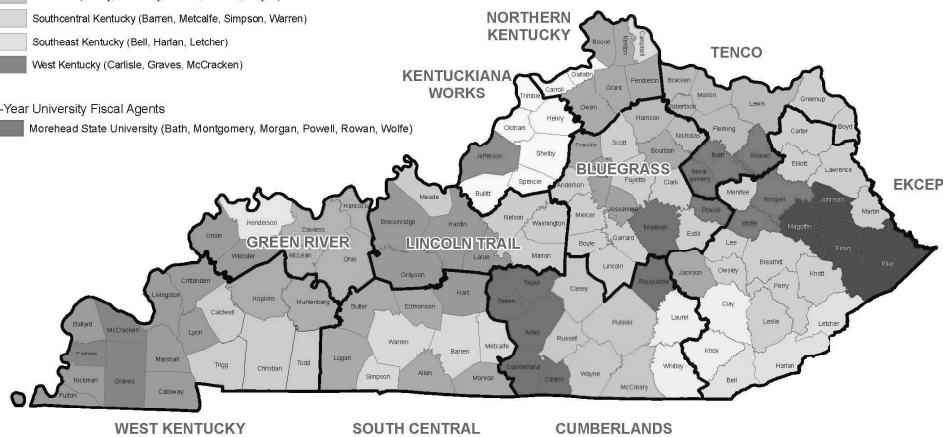 Southcentral Kentucky (Barren, Metcalfe, Simpson, Warren)
Southeast Kentucky (Bell, Harlan, Letcher)
West Kentucky (Carlisle, Graves, McCracken)
-Year University Fiscal Agents
Morehead State University (Bath, Montgomery, Morgan, Powell, Rowan, Wolfe)
NORTHERN
KENTUCKY
TENCO
KENTUCKIANA
WORKS
BLUEGRASS
EKCEP
GREEN RIVER
LINCOLN TRAIL
WEST KENTUCKY
SOUTH CENTRAL
CUMBERLANDS
Boone
Kenton
Campbell
Gallatin
Carroll
Grant
Pendleton
Owen
Bracken
Mason
Robertson
Lewis
Greenup
Fleming
Carter
Boyd
Bath
Rowan
Elliott
Lawrence
Trimble
Henry
Oldham
Jefferson
Shelby
Bullitt
Spencer
Harrison
Nicholas
Franklin
Scott
Bourbon
Mont-
gomery
Anderson
Fayette
Clark
Menifee
Morgan
Johnson
Martin
Powell
Wolfe
Magoffin
Floyd
Pike
Mercer
Jessamine
Madison
Estill
Boyle
Garrard
Lincoln
Lee
Breathitt
Knott
Owsley
Perry
Jackson
Clay
Leslie
Letcher
Knox
Bell
Harlan
Meade
Breckinridge
Hardin
Nelson
Washington
Larue
Marion
Grayson
Hancock
Henderson
Daviess
Union
Webster
McLean
Ohio
Crittenden
Livingston
Hopkins
Muhlenberg
Caldwell
Lyon
Ballard
McCracken
Carlisle
Marshall
Hickman
Graves
Calloway
Fulton
Trigg
Christian
Todd
Butler
Edmonson
Hart
Logan
Warren
Barren
Metcalfe
Simpson
Allen
Monroe
Taylor
Green
Adair
Cumberland
Clinton
Casey
Rockcastle
Pulaski
Laurel
Russell
Wayne
McCreary
Whitley